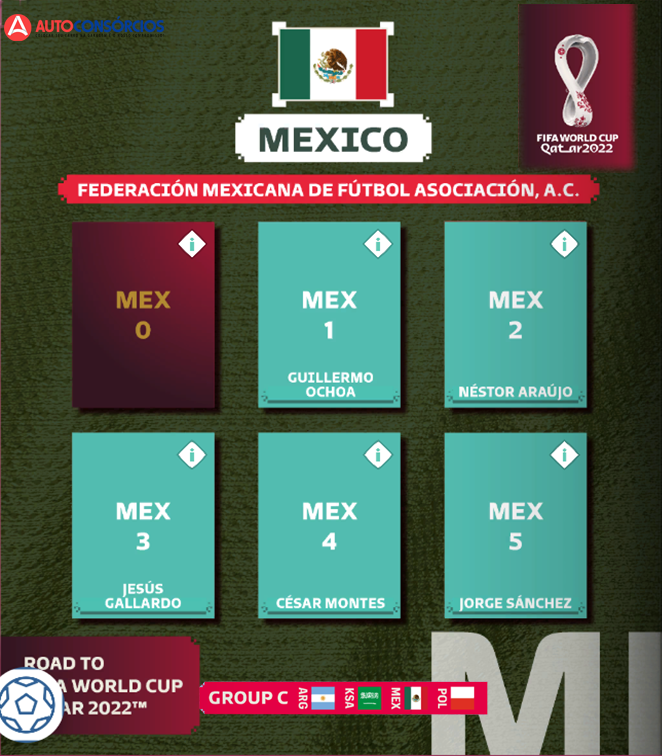 AUTOCONSÓRCIOS
MEXICO
FIFA WORLD CUP
Qatar2022
FEDERACIÓN MEXICANA DE FÚTBOL ASOCIACIÓN, A.C.
MEX
0
MEX
1
GUILLERMO
OCHOA
MEX
2
NÉSTOR ARAÚJO
MEX
3
JESÚS
GALLARDO
MEX
4
CÉSAR MONTES
MEX
5
JORGE SÁNCHEZ
ROAD TO
A WORLD CUP
AR 2022™
GROUP C
ARG
KSA
MEX
POL